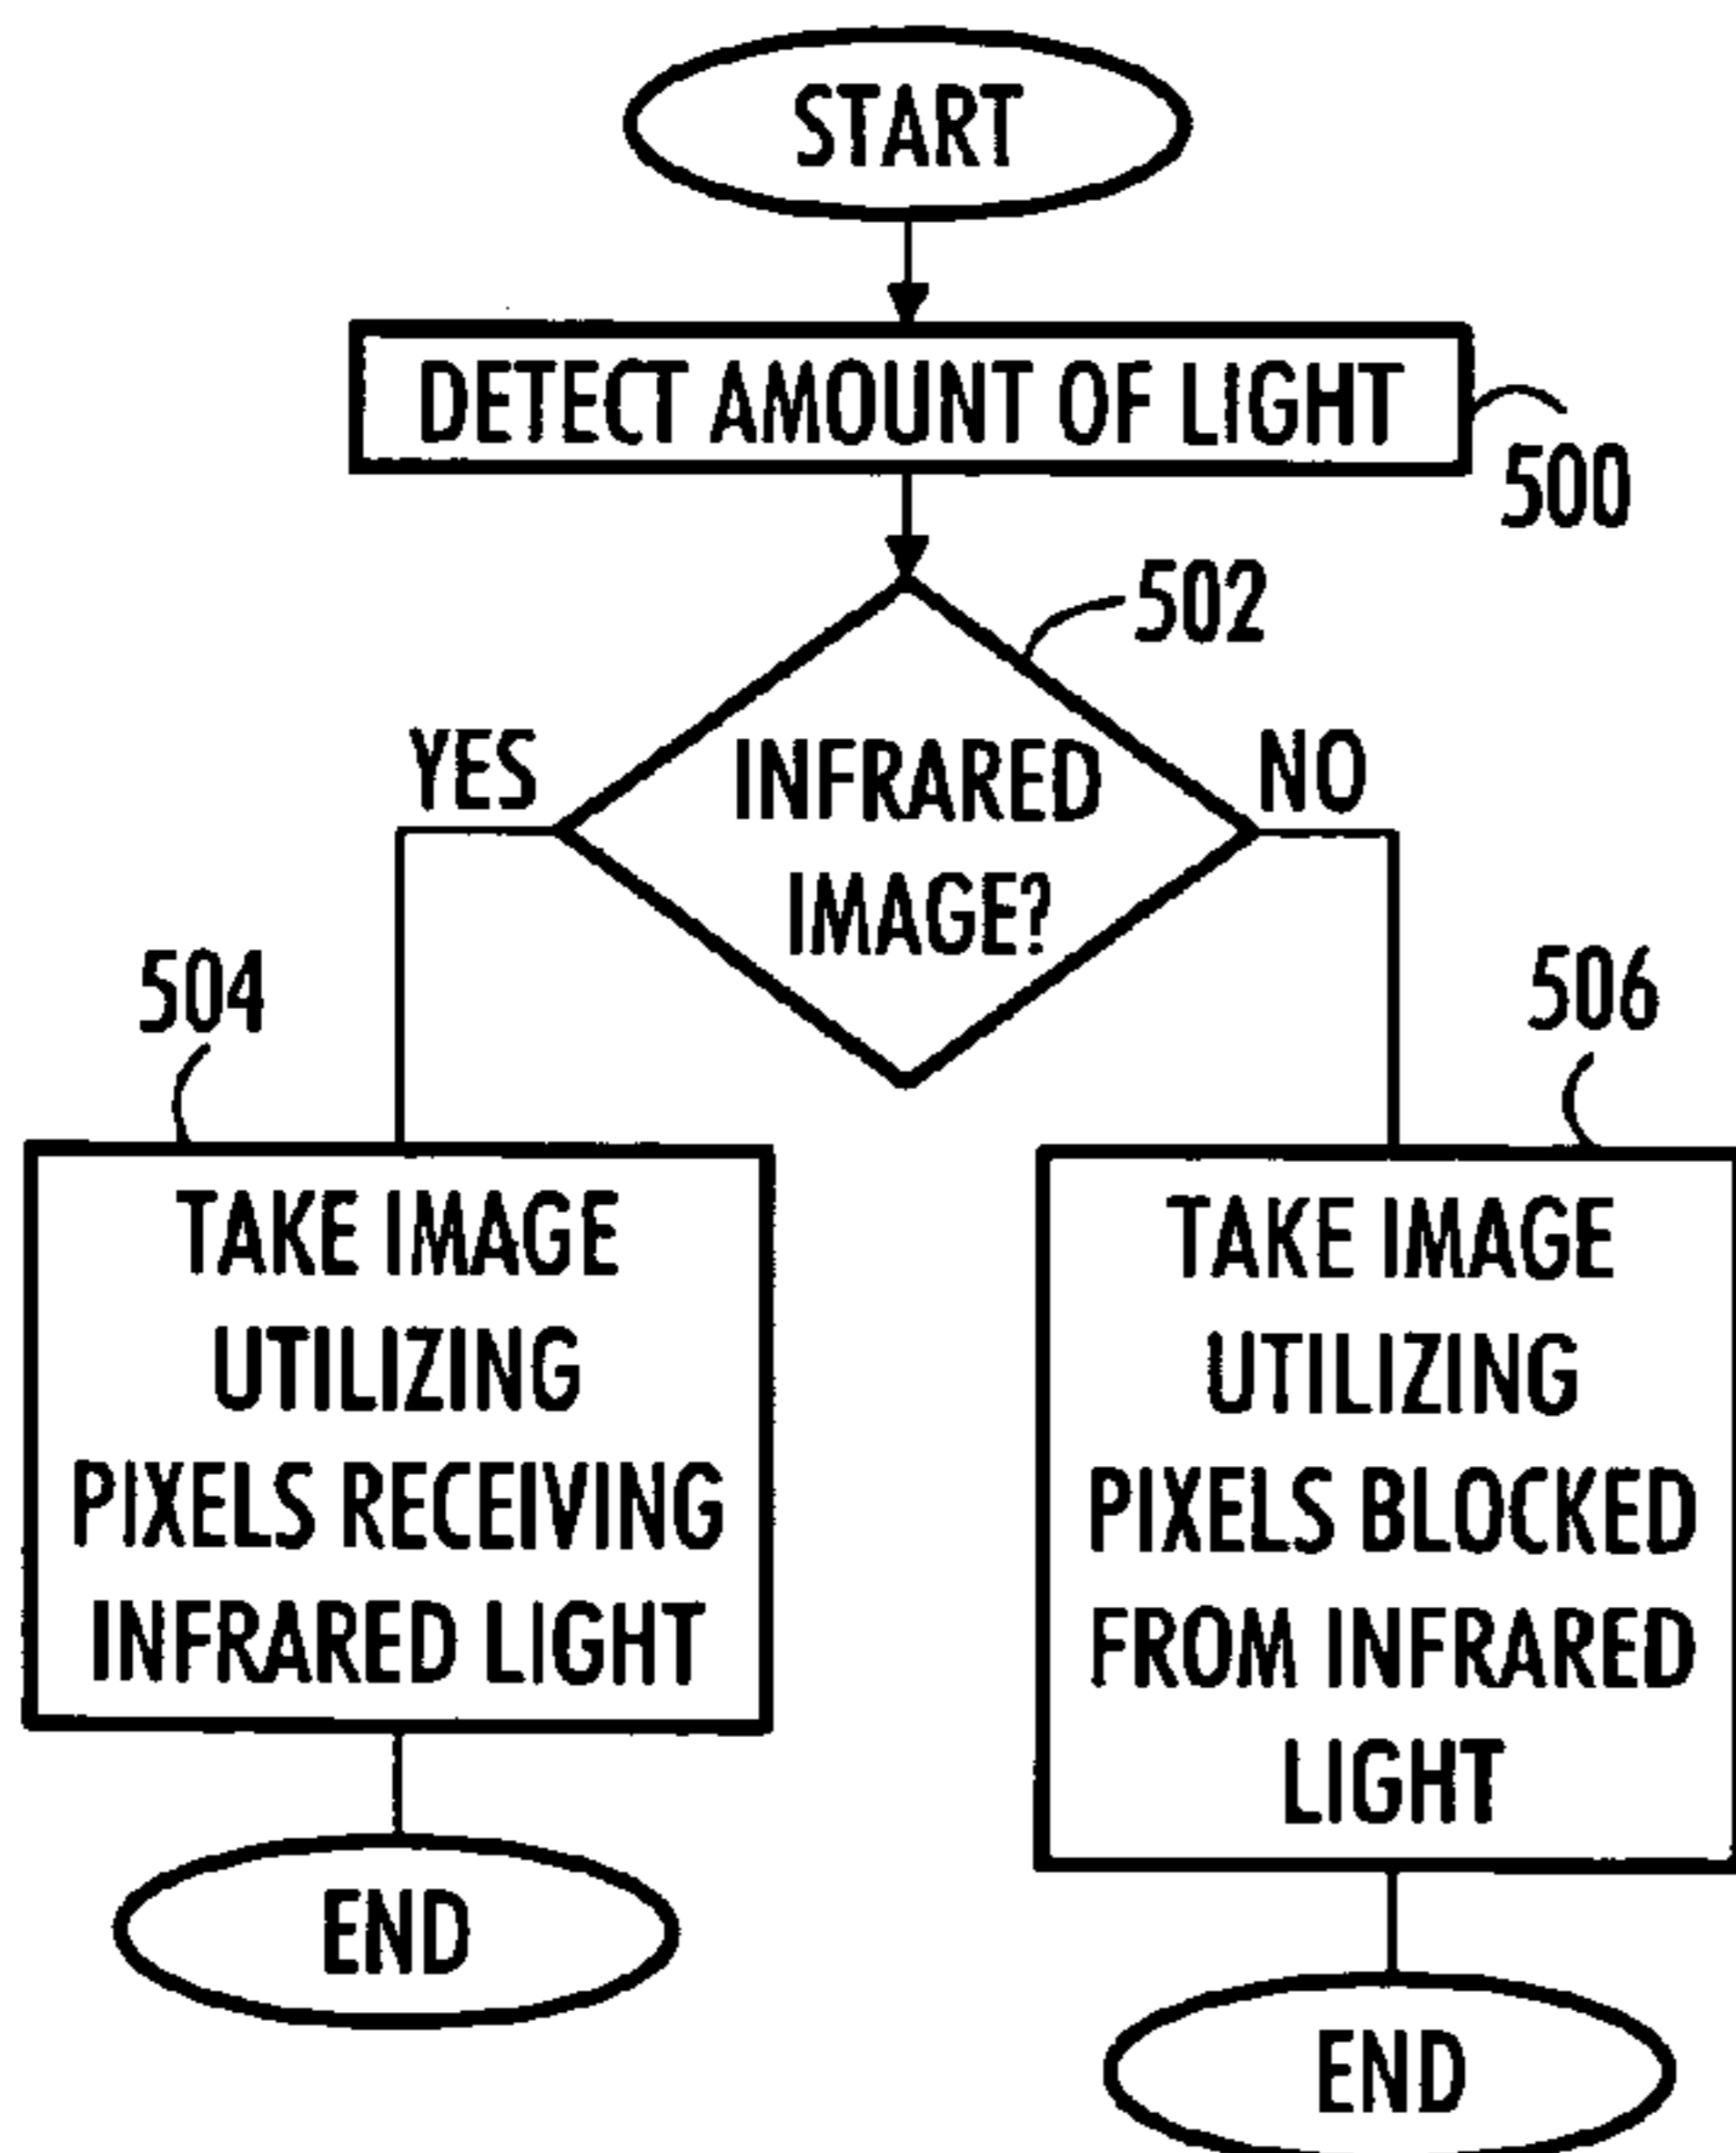 START
DETECT AMOUNT OF LIGHT
500
502
YES
INFRARED
IMAGE?
NO
504
506
TAKE IMAGE
UTILIZING
PIXELS RECEIVING
INFRARED LIGHT
TAKE IMAGE
UTILIZING
PIXELS BLOCKED
FROM INFRARED
LIGHT
END
END